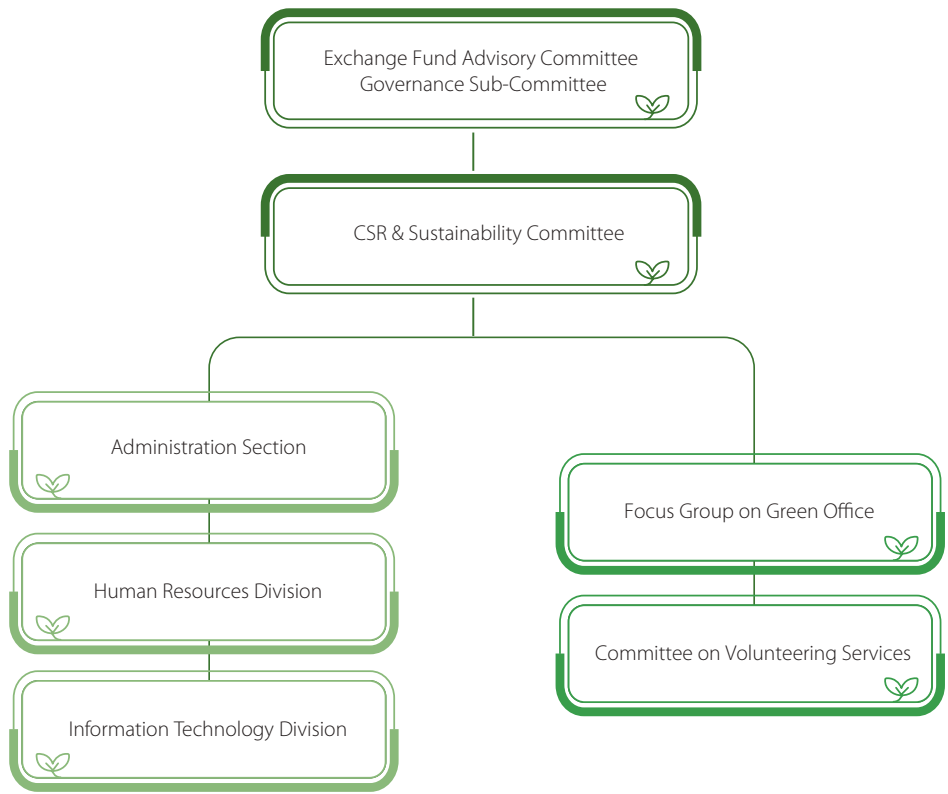 Exchange Fund Advisory Committee
Governance Sub-Committee
CSR & Sustainability Committee
Administration Section
Human Resources Division
Information Technology Division
Focus Group on Green Office
Committee on Volunteering Services